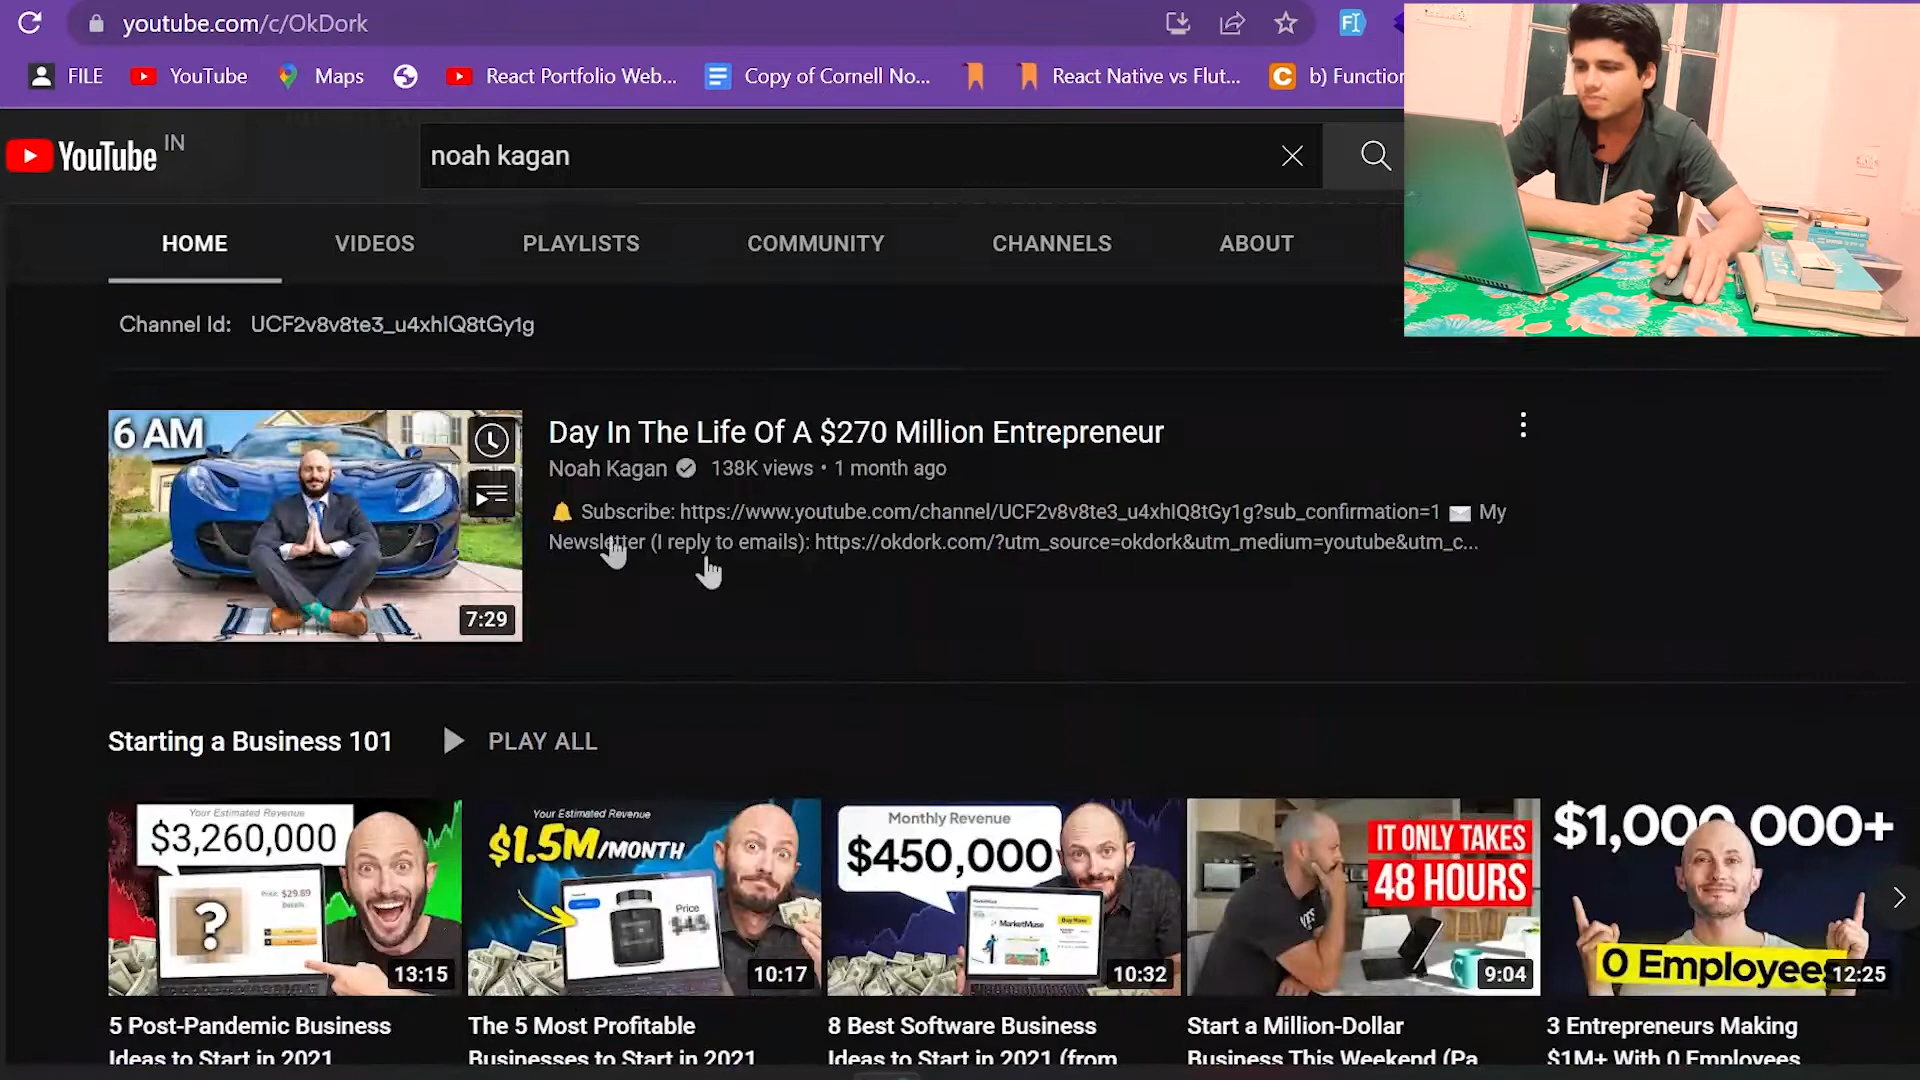 youtube.com/c/OkDork
FILE YouTube Maps React Portfolio Web... Copy of Cornell No... React Native vs Flut... C b) Function
YouTube IN
noah kagan
HOME VIDEOS PLAYLISTS COMMUNITY CHANNELS ABOUT
Channel Id: UCF2v8v8te3_u4xhIQ8tGy1g
6 AM
7:29
Day In The Life Of A $270 Million Entrepreneur
Noah Kagan 138K views • 1 month ago
🔔 Subscribe: https://www.youtube.com/channel/UCF2v8v8te3_u4xhIQ8tGy1g?sub_confirmation=1 ✉️ My
Newsletter (I reply to emails): https://okdork.com/?utm_source=okdork&utm_medium=youtube&utm_c...
Starting a Business 101 PLAY ALL
Your Estimated Revenue
$3,260,000
Price: $29.89
?
13:15
Your Estimated Revenue
$1.5M/MONTH
Price
10:17
Monthly Revenue
$450,000
MarketMuse
Buy Now
10:32
IT ONLY TAKES
48 HOURS
9:04
$1,000,000+
0 Employees
12:25
5 Post-Pandemic Business
Ideas to Start in 2021
The 5 Most Profitable
Businesses to Start in 2021
8 Best Software Business
Ideas to Start in 2021 (from
Start a Million-Dollar
Business This Weekend (Pa
3 Entrepreneurs Making
$1M+ With 0 Employees